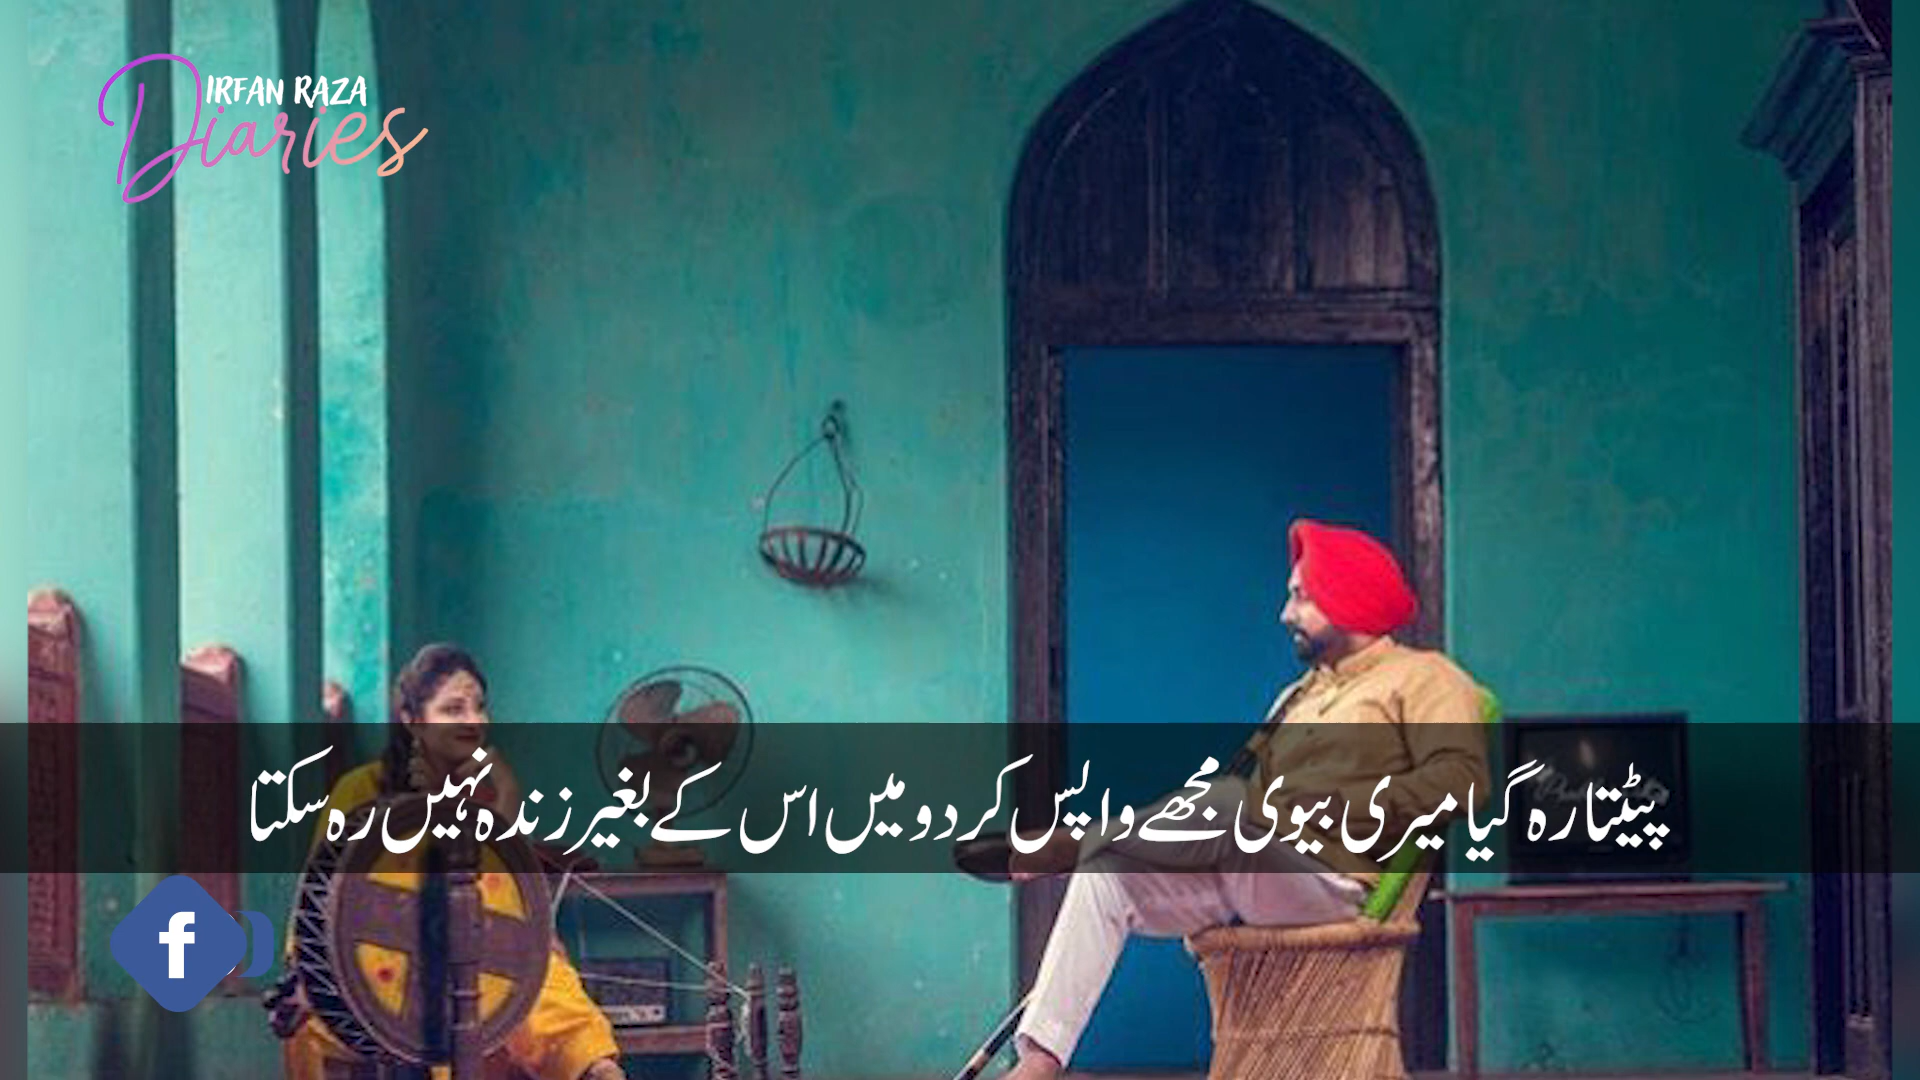 IRFAN RAZA
Diaries
پیٹتا رہ گیا میری بیوی مجھے واپس کر دو میں اس کے بغیر زندہ نہیں رہ سکتا
f